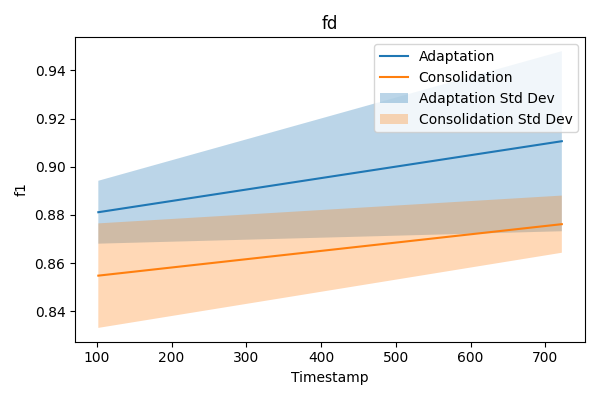 fd
Adaptation
Consolidation
Adaptation Std Dev
Consolidation Std Dev
f1
0.94
0.92
0.90
0.88
0.86
0.84
100 200 300 400 500 600 700
Timestamp